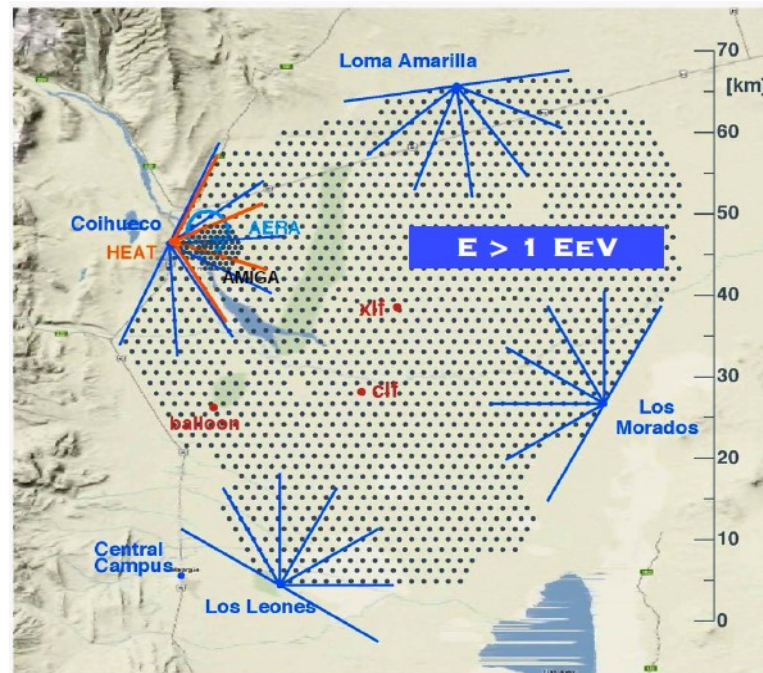 Loma Amarilla
70
[km]
60
Coihueco
AERA
50
HEAT
E > 1 EeV
AMIGA
40
xlf
30
clf
balloon
Los
Morados
20
10
Central
Campus
Los Leones
0